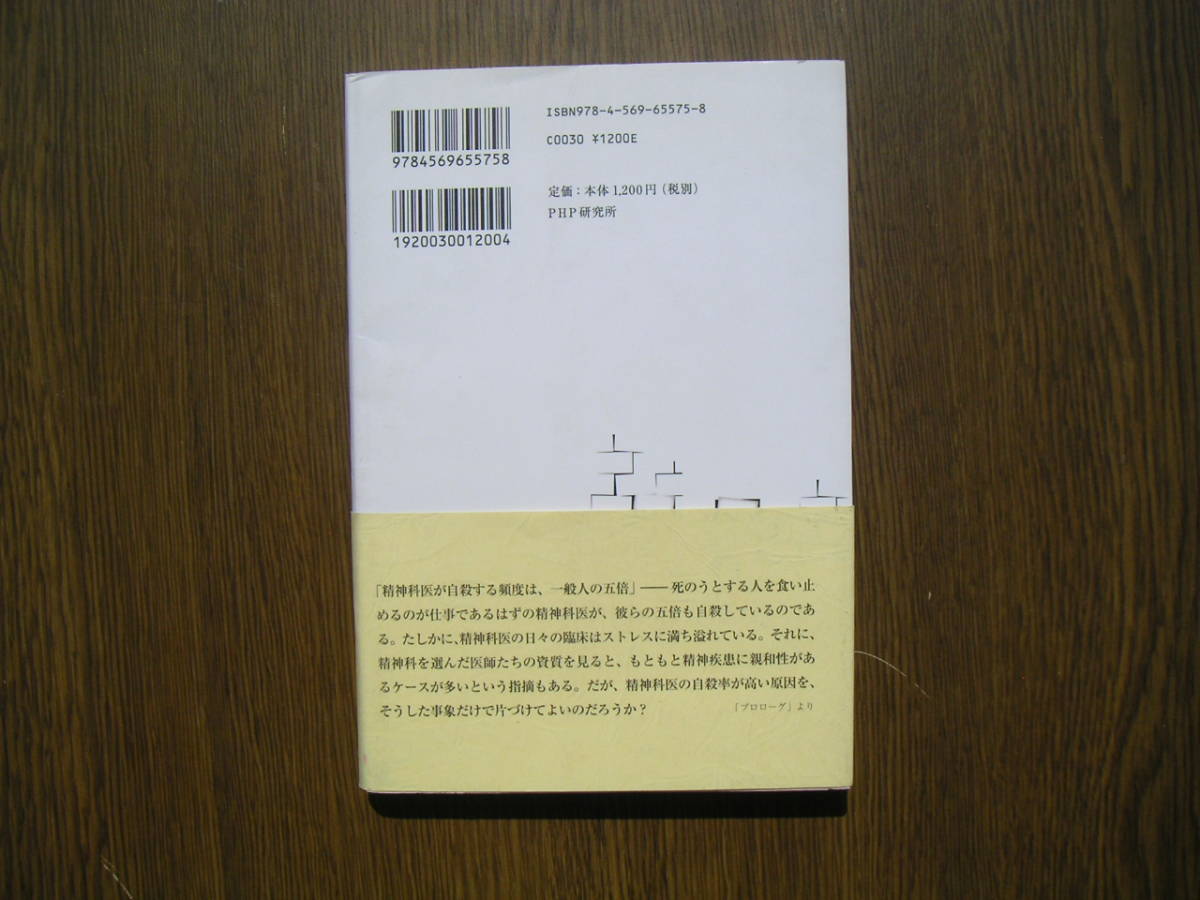 ISBN978-4-569-65575-8
C0030 ¥1200E
9784569655758
定価：本体1,200円（税別）
PHP研究所
1920030012004
「精神科医が自殺する頻度は、一般人の五倍」――死のうとする人を食い止
めるのが仕事であるはずの精神科医が、彼らの五倍も自殺しているのであ
る。たしかに、精神科医の日々の臨床はストレスに満ち溢れている。それに、
精神科を選んだ医師たちの資質を見ると、もともと精神疾患に親和性があ
るケースが多いという指摘もある。だが、精神科医の自殺率が高い原因を、
そうした事象だけで片づけてよいのだろうか？
「プロローグ」より